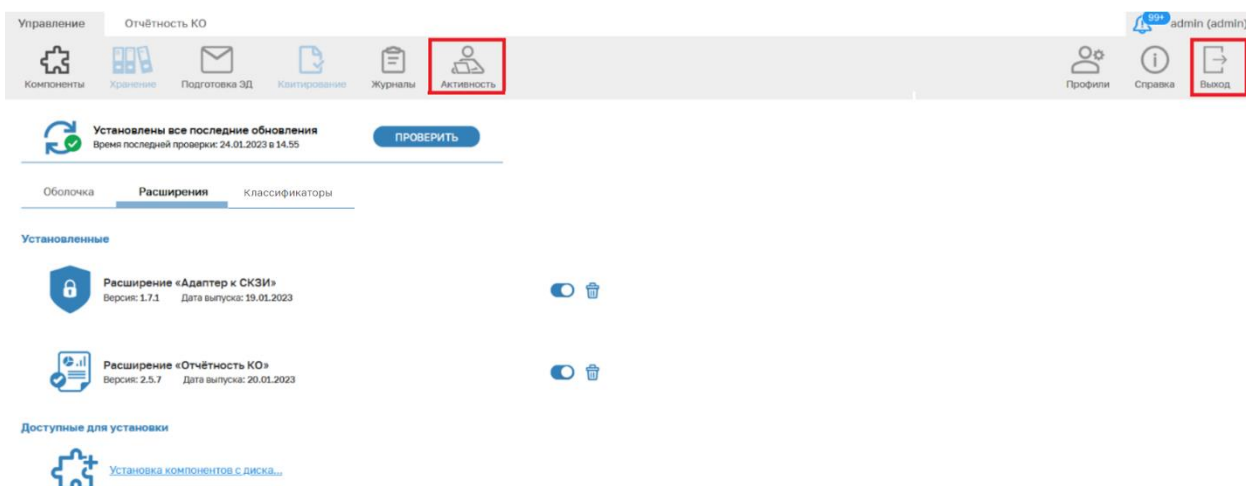 Управление Отчётность КО 99+ admin (admin)
Компоненты Хранение Подготовка ЭД Квитирование Журналы Активность Профили Справка Выход
Установлены все последние обновления
Время последней проверки: 24.01.2023 в 14.55
ПРОВЕРИТЬ
Оболочка Расширения Классификаторы
Установленные
Расширение «Адаптер к СКЗИ»
Версия: 1.7.1 Дата выпуска: 19.01.2023
Расширение «Отчётность КО»
Версия: 2.5.7 Дата выпуска: 20.01.2023
Доступные для установки
Установка компонентов с диска...